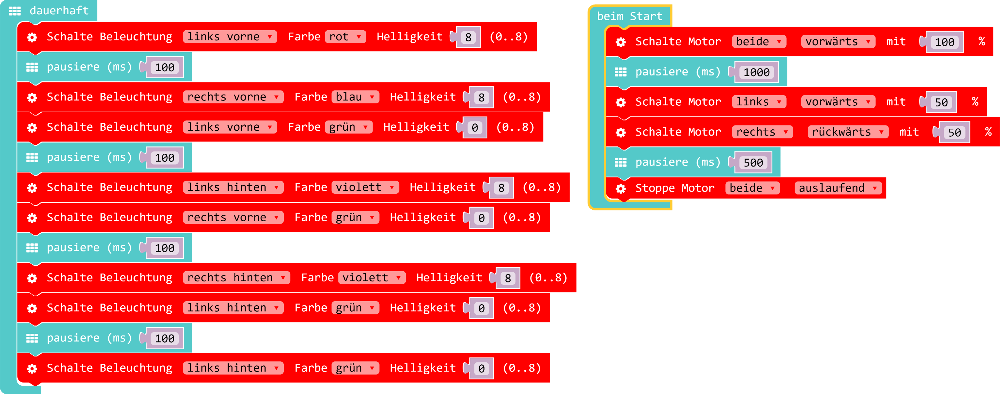 dauerhaft
Schalte Beleuchtung links vorne Farbe rot Helligkeit 8 (0..8)
pausiere (ms) 100
Schalte Beleuchtung rechts vorne Farbe blau Helligkeit 8 (0..8)
Schalte Beleuchtung links vorne Farbe grün Helligkeit 0 (0..8)
pausiere (ms) 100
Schalte Beleuchtung links hinten Farbe violett Helligkeit 8 (0..8)
Schalte Beleuchtung rechts vorne Farbe grün Helligkeit 0 (0..8)
pausiere (ms) 100
Schalte Beleuchtung rechts hinten Farbe violett Helligkeit 8 (0..8)
Schalte Beleuchtung links hinten Farbe grün Helligkeit 0 (0..8)
pausiere (ms) 100
Schalte Beleuchtung links hinten Farbe grün Helligkeit 0 (0..8)
beim Start
Schalte Motor beide vorwärts mit 100 %
pausiere (ms) 1000
Schalte Motor links vorwärts mit 50 %
Schalte Motor rechts rückwärts mit 50 %
pausiere (ms) 500
Stoppe Motor beide auslaufend